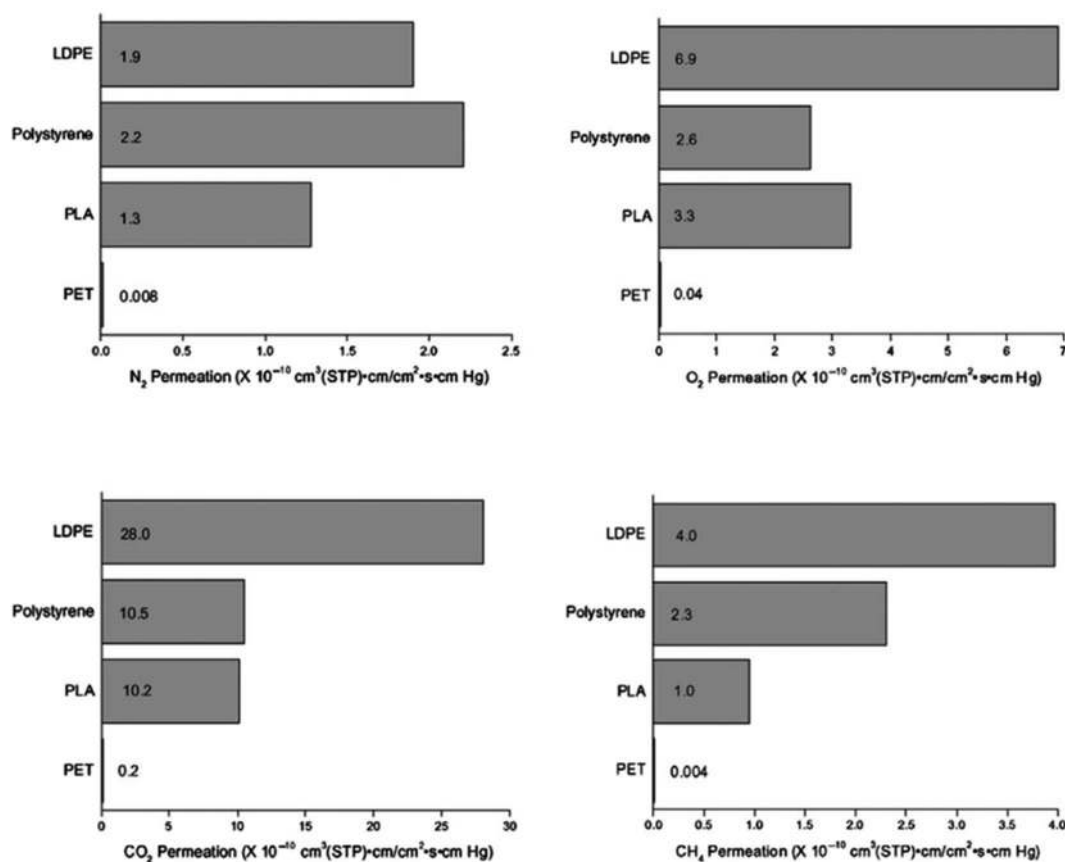 LDPE
1.9
Polystyrene
2.2
PLA
1.3
PET
0.008
0.0 0.5 1.0 1.5 2.0 2.5
N₂ Permeation (X 10⁻¹⁰ cm³(STP)•cm/cm²•s•cm Hg)
LDPE
6.9
Polystyrene
2.6
PLA
3.3
PET
0.04
0 1 2 3 4 5 6 7
O₂ Permeation (X 10⁻¹⁰ cm³(STP)•cm/cm²•s•cm Hg)
LDPE
28.0
Polystyrene
10.5
PLA
10.2
PET
0.2
0 5 10 15 20 25 30
CO₂ Permeation (X 10⁻¹⁰ cm³(STP)•cm/cm²•s•cm Hg)
LDPE
4.0
Polystyrene
2.3
PLA
1.0
PET
0.004
0.0 0.5 1.0 1.5 2.0 2.5 3.0 3.5 4.0
CH₄ Permeation (X 10⁻¹⁰ cm³(STP)•cm/cm²•s•cm Hg)